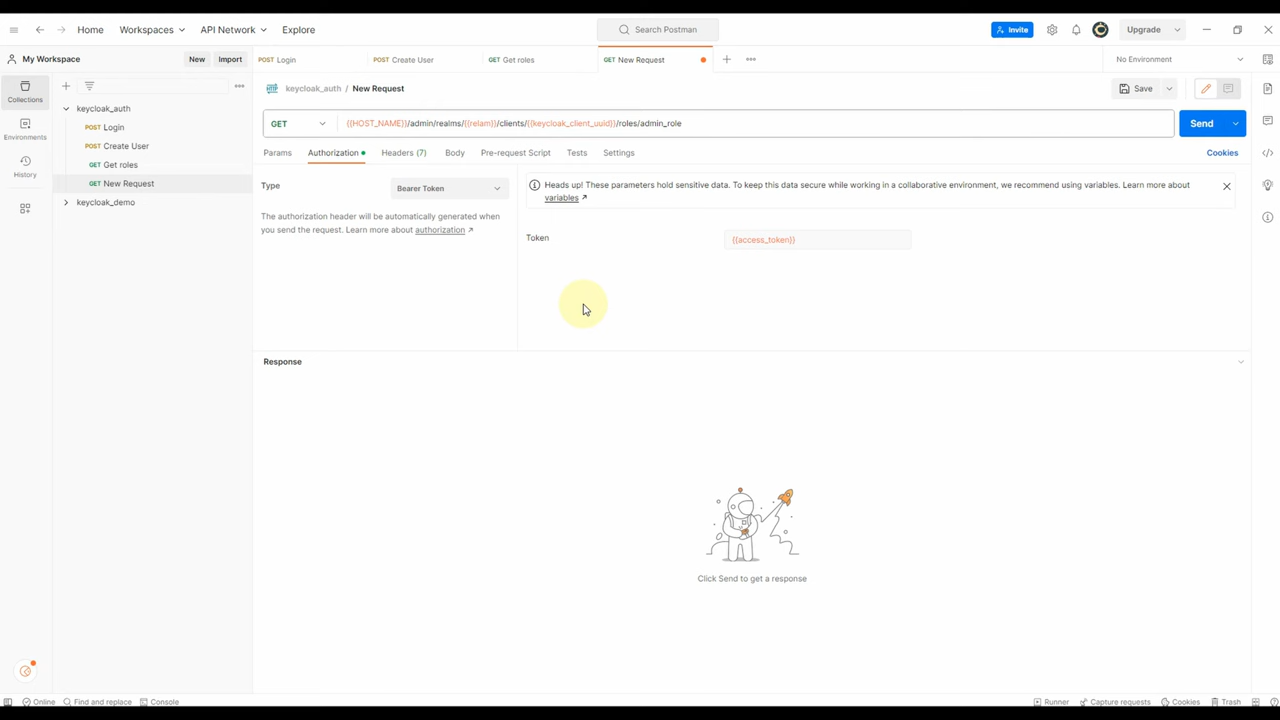 Home
Workspaces
API Network
Explore
Search Postman
Invite
Upgrade
My Workspace
New
Import
Login
Create User
Get roles
GET New Request
No Environment
Collections
Environments
History
keycloak_auth
POST Login
POST Create User
GET Get roles
GET New Request
keycloak_demo
HTTP keycloak_auth / New Request
Save
GET {{HOST_NAME}}/admin/realms/{{relam}}/clients/{{keycloak_client_uuid}}/roles/admin_role
Send
Params
Authorization
Headers (7)
Body
Pre-request Script
Tests
Settings
Cookies
Type
Bearer Token
The authorization header will be automatically generated when
you send the request. Learn more about authorization ↗
Heads up! These parameters hold sensitive data. To keep this data secure while working in a collaborative environment, we recommend using variables. Learn more about
variables ↗
Token
{{access_token}}
Response
Click Send to get a response
Online
Find and replace
Console
Runner
Capture requests
Cookies
Trash
POST
POST
GET